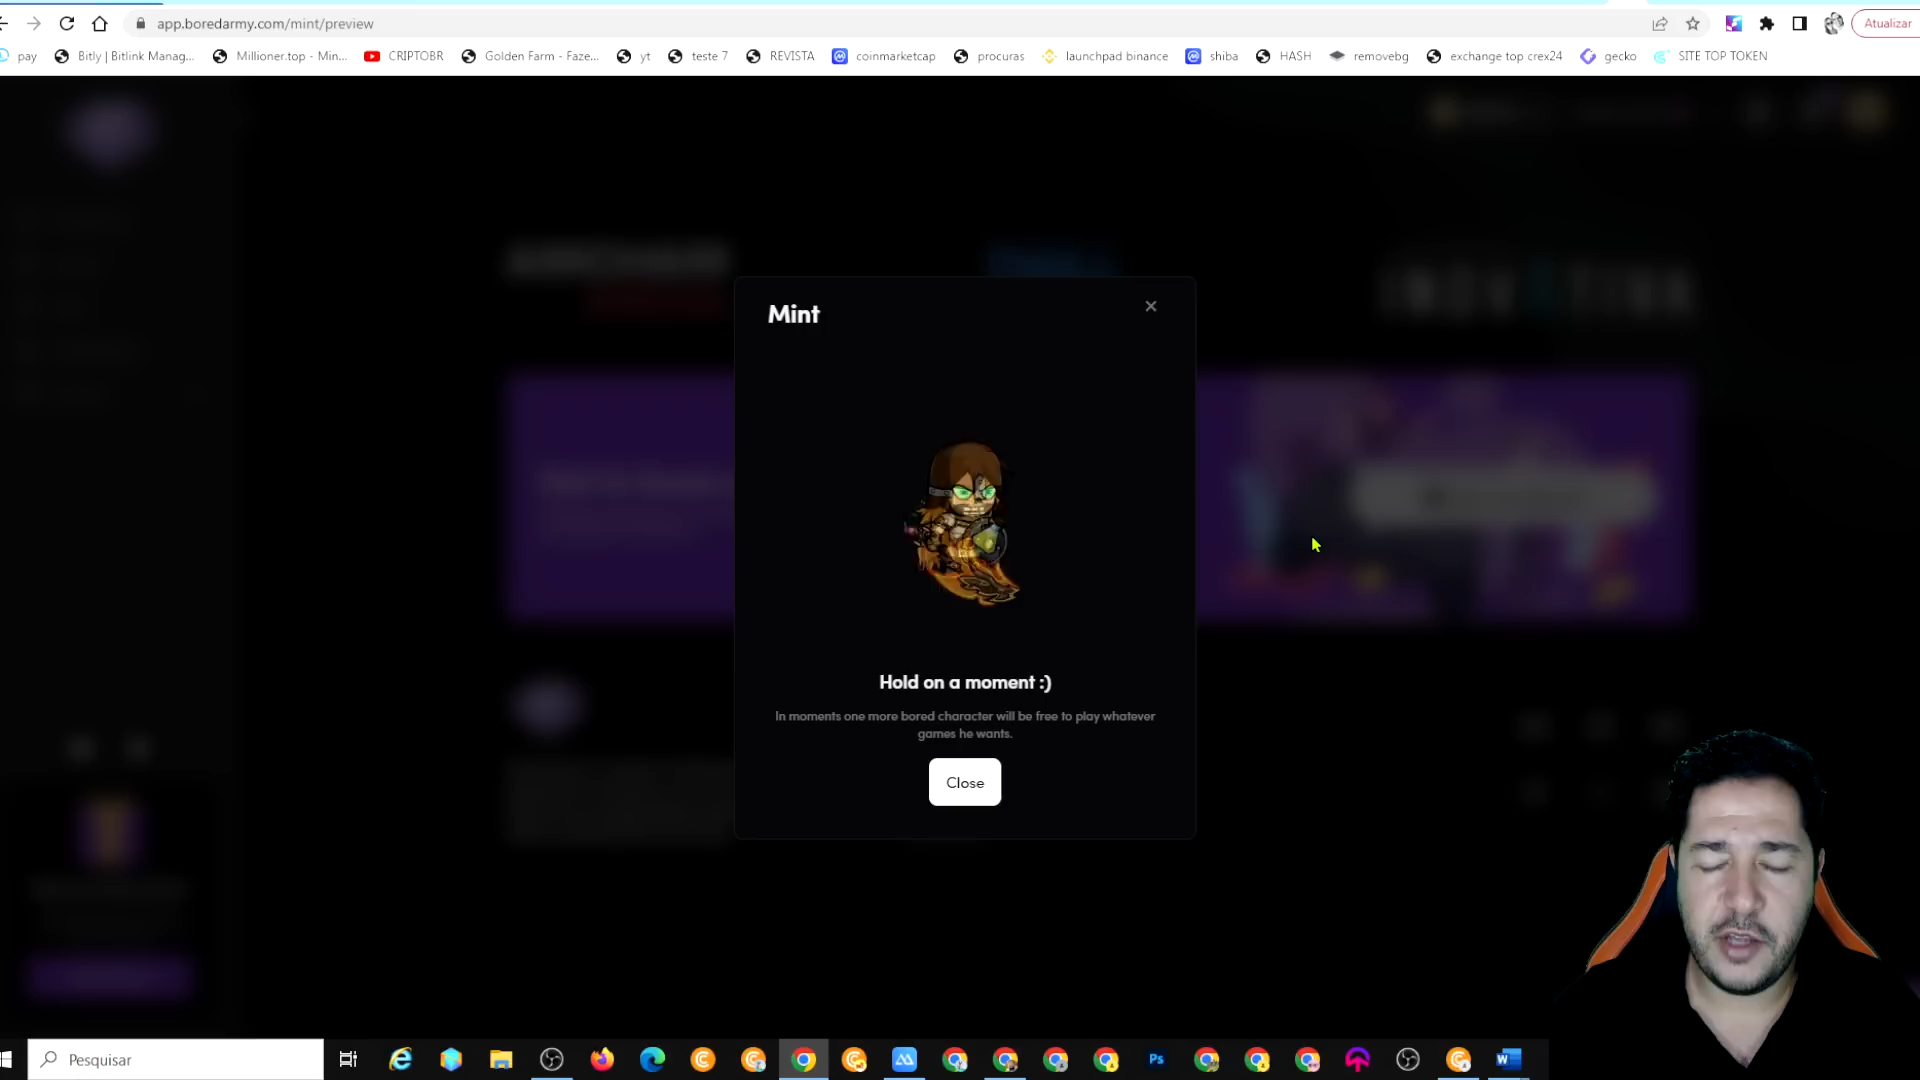 app.boredarmy.com/mint/preview
Atualizar
pay
Bitly | Bitlink Manag...
Millioner.top - Min...
CRIPTOBR
Golden Farm - Faze...
yt
teste 7
REVISTA
coinmarketcap
procuras
launchpad binance
shiba
HASH
removebg
exchange top crex24
gecko
SITE TOP TOKEN
Mint
Hold on a moment :)
In moments one more bored character will be free to play whatever
games he wants.
Close
Pesquisar
Ps